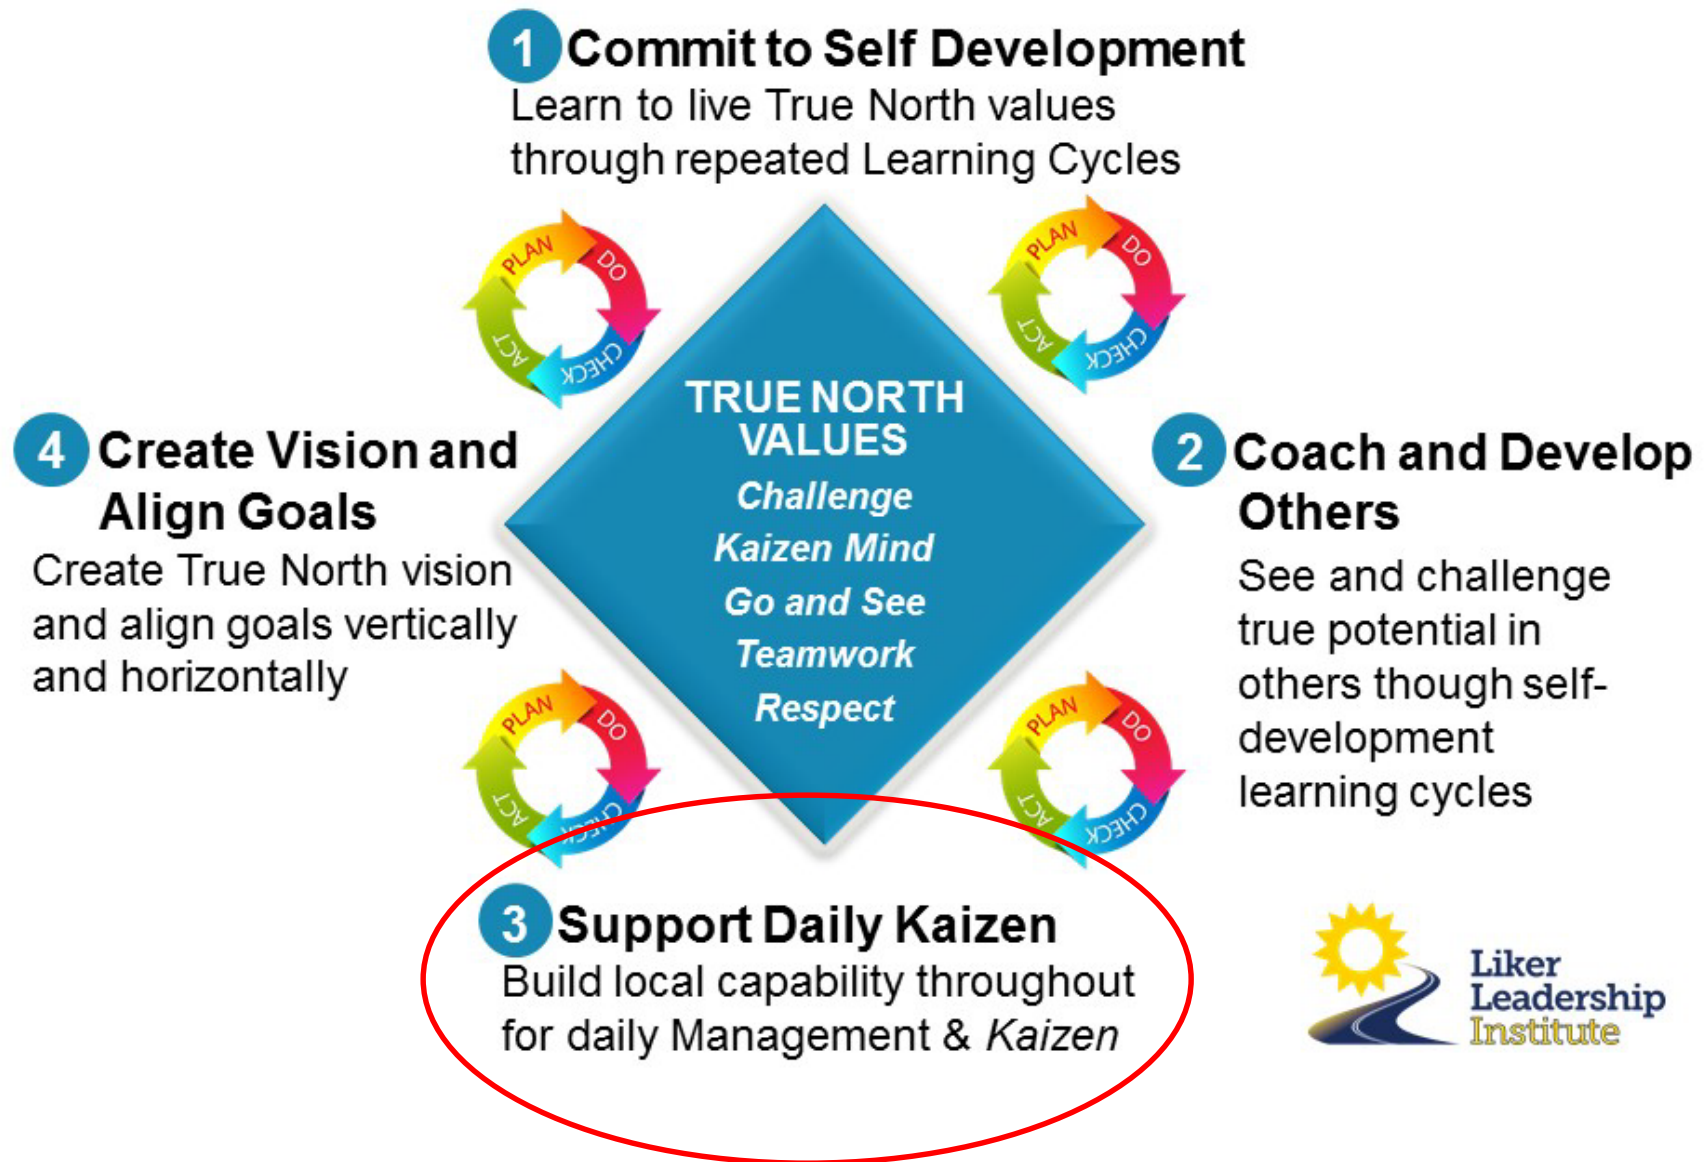 1 Commit to Self Development
Learn to live True North values
through repeated Learning Cycles
PLAN
DO
CHECK
ACT
PLAN
DO
CHECK
ACT
TRUE NORTH
VALUES
Challenge
Kaizen Mind
Go and See
Teamwork
Respect
4 Create Vision and
Align Goals
Create True North vision
and align goals vertically
and horizontally
2 Coach and Develop
Others
See and challenge
true potential in
others though self-
development
learning cycles
PLAN
DO
CHECK
ACT
PLAN
DO
CHECK
ACT
3 Support Daily Kaizen
Build local capability throughout
for daily Management & Kaizen
Liker
Leadership
Institute